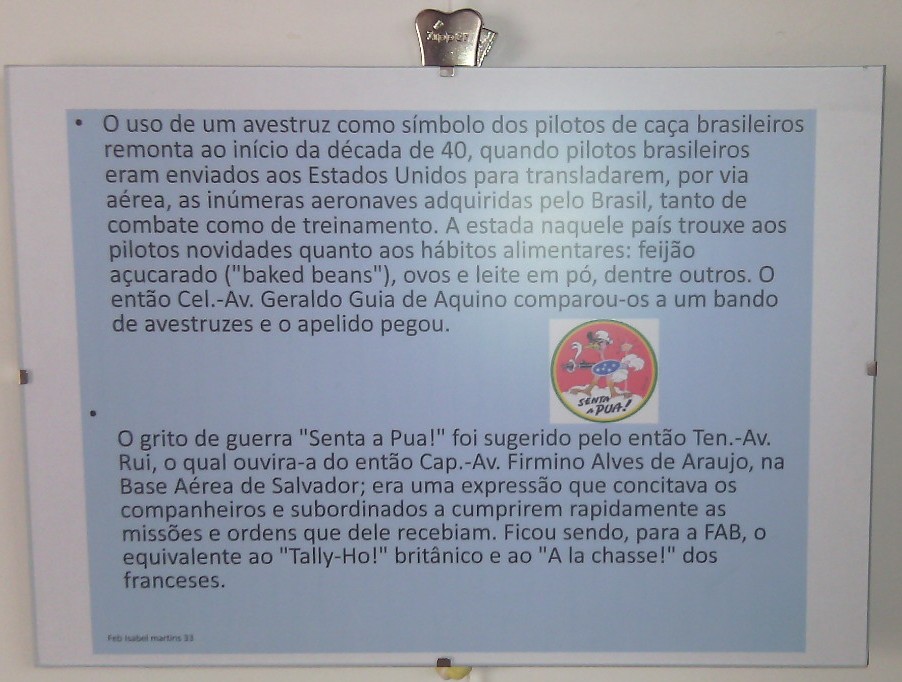 • O uso de um avestruz como símbolo dos pilotos de caça brasileiros
remonta ao início da década de 40, quando pilotos brasileiros
eram enviados aos Estados Unidos para transladarem, por via
aérea, as inúmeras aeronaves adquiridas pelo Brasil, tanto de
combate como de treinamento. A estada naquele país trouxe aos
pilotos novidades quanto aos hábitos alimentares: feijão
açucarado ("baked beans"), ovos e leite em pó, dentre outros. O
então Cel.-Av. Geraldo Guia de Aquino comparou-os a um bando
de avestruzes e o apelido pegou.
SENTA
A PUA!
•
O grito de guerra "Senta a Pua!" foi sugerido pelo então Ten.-Av.
Rui, o qual ouvira-a do então Cap.-Av. Firmino Alves de Araujo, na
Base Aérea de Salvador; era uma expressão que concitava os
companheiros e subordinados a cumprirem rapidamente as
missões e ordens que dele recebiam. Ficou sendo, para a FAB, o
equivalente ao "Tally-Ho!" britânico e ao "A la chasse!" dos
franceses.
Feb Isabel martins 33